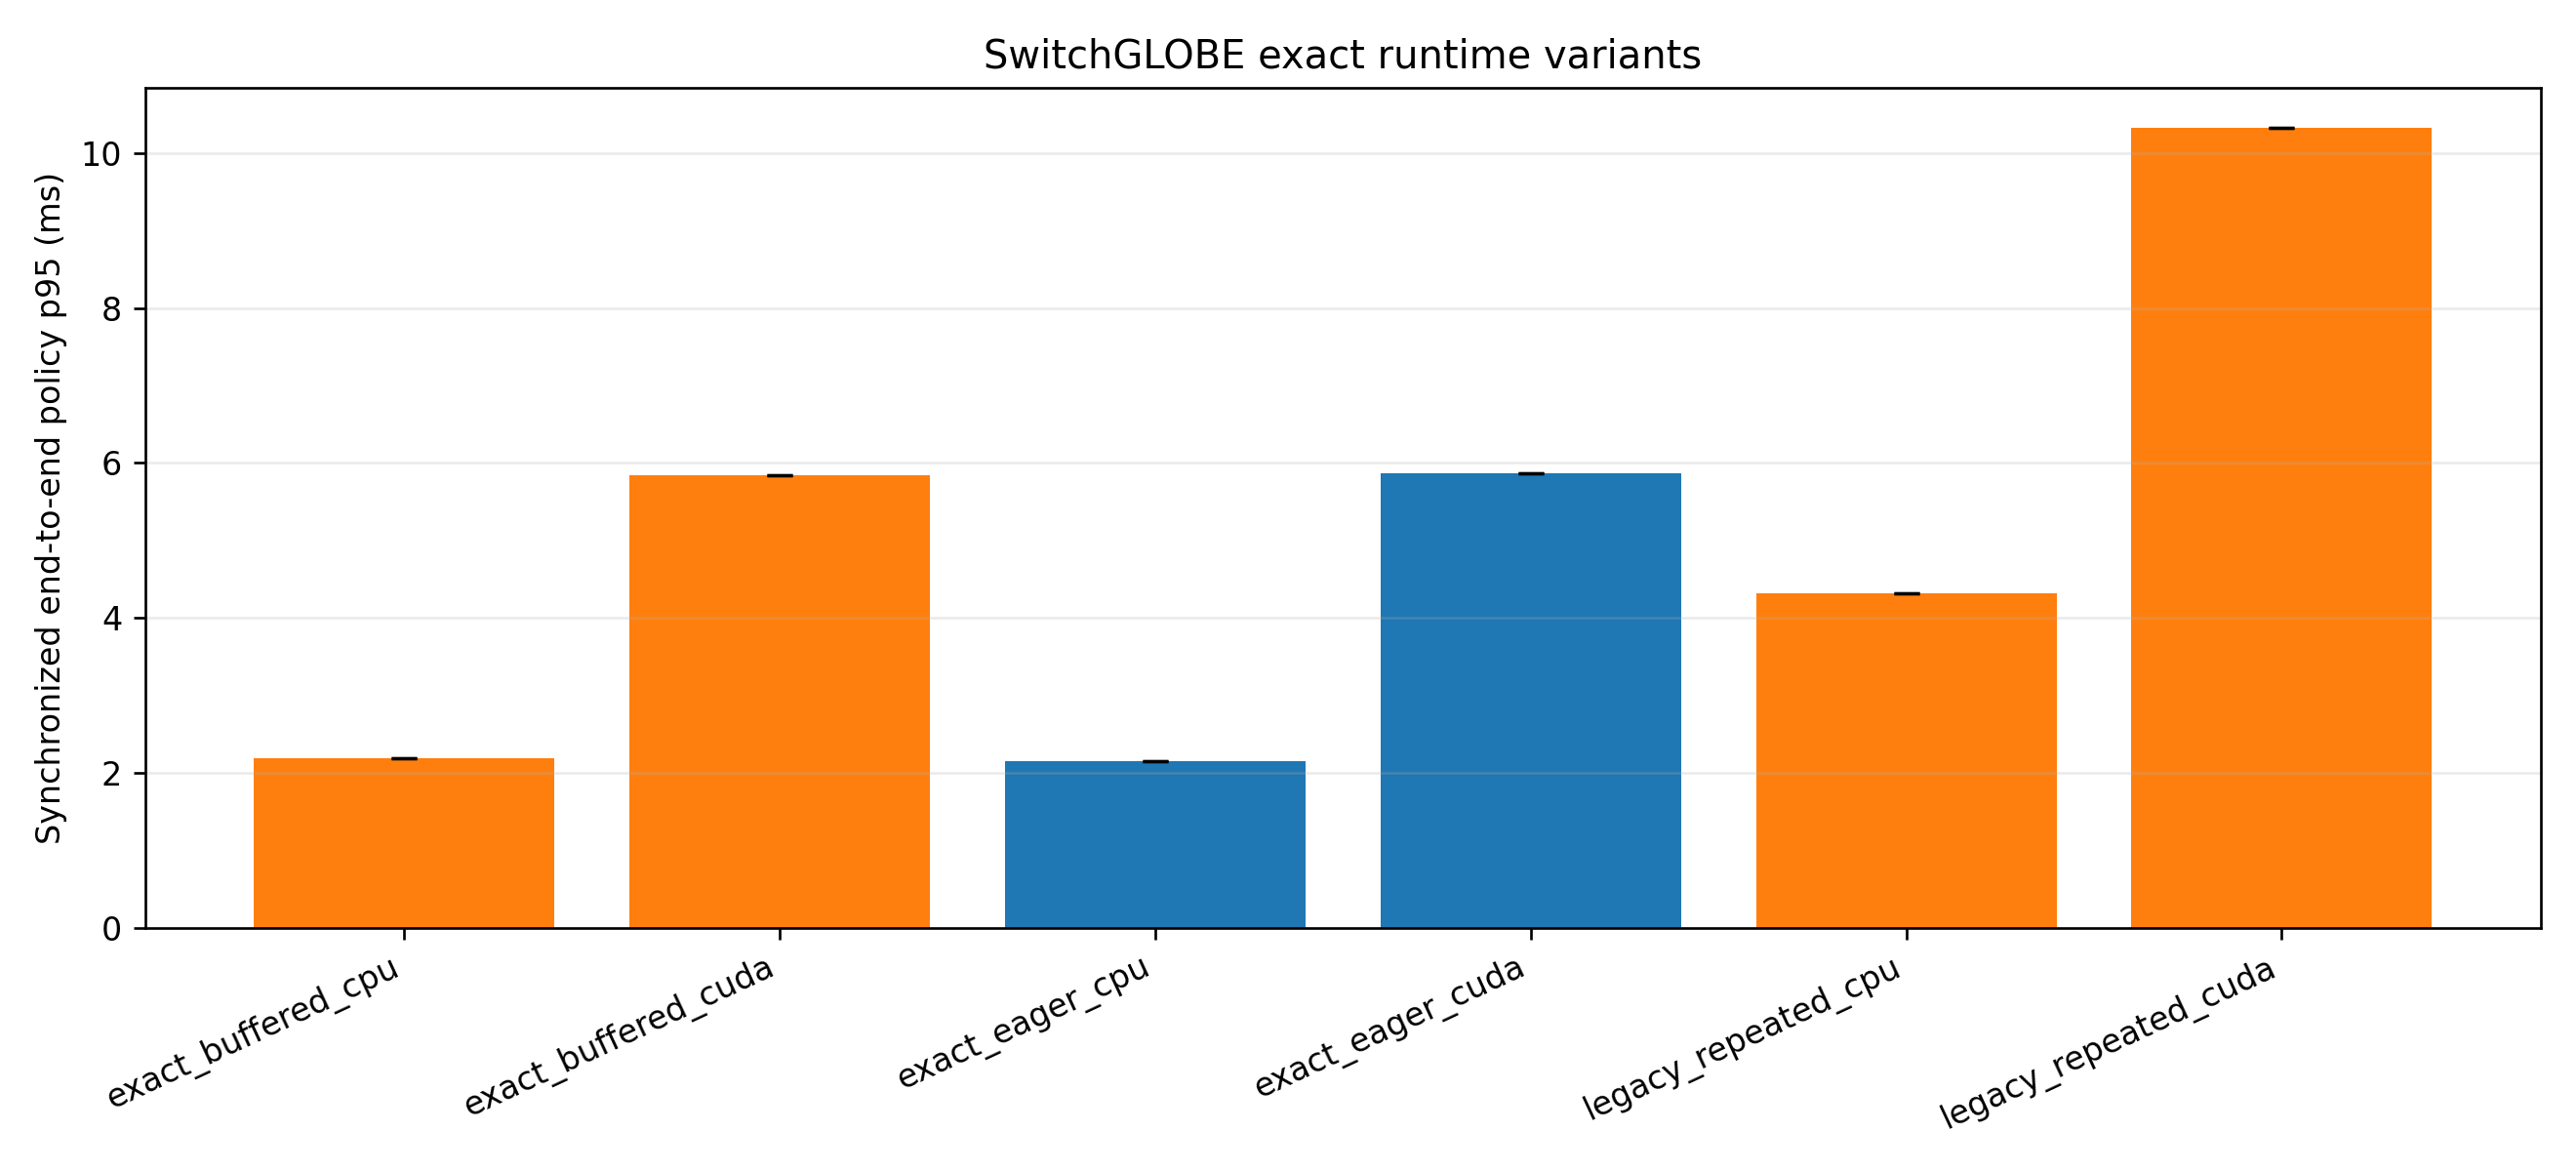 SwitchGLOBE exact runtime variants
Synchronized end-to-end policy p95 (ms)
10
8
6
4
2
0
exact_buffered_cpu
exact_buffered_cuda
exact_eager_cpu
exact_eager_cuda
legacy_repeated_cpu
legacy_repeated_cuda